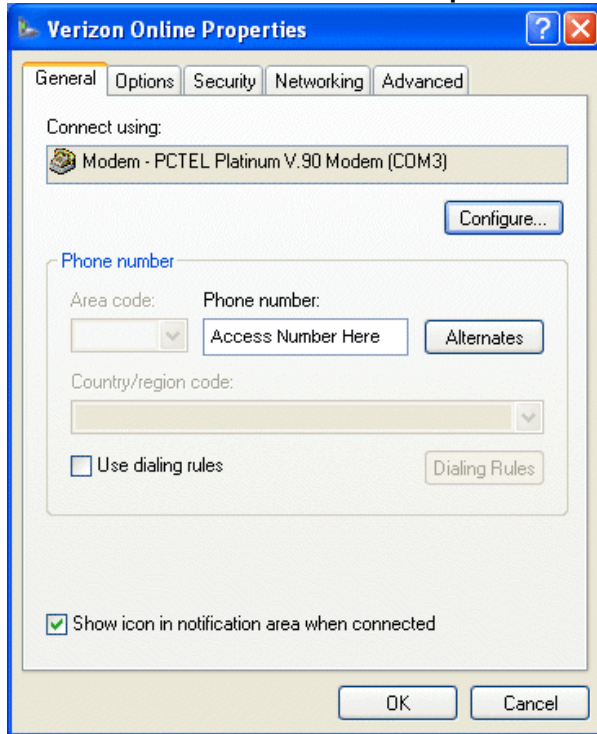 Verizon Online Properties
General Options Security Networking Advanced
Connect using:
Modem - PCTEL Platinum V.90 Modem (COM3)
Configure...
Phone number
Area code: Phone number:
Access Number Here Alternates
Country/region code:
Use dialing rules Dialing Rules
Show icon in notification area when connected
OK Cancel